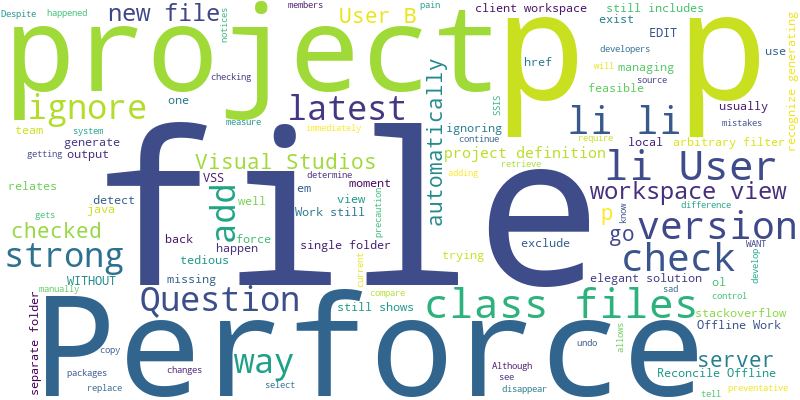 Despite
happened
new file
notices
User B
members
pain
client workspace
still includes
exist
EDIT
developers
managing
href
checking
will
source
feasible
use
recognize generating
project
p
p
ignore
latest
automatically
SSIS
one
team
system
measure
immediately
ignoring
continue
li li
usually
mistakes
local
arbitrary filter
require
generate
output
getting
Visual Studios
project definition
VSS
determine
em
moment
retrieve
adding
li User
relates
detect
java
add
well
view
precaution
workspace view
difference
gets
file
checked
back
force
Work still
single folder
p
go
version
know
WANT
happen
trying
exclude
check
strong
tedious
missing
current
elegant solution
develop
WITHOUT
manually
ol
sad
control
compare
Question
still shows
class files
stackoverflow
Offline Work
separate folder
Perforce
way
allows
server
undo
Although
see
disappear
Reconcile Offline
packages
changes
copy
replace
select
tell
preventative